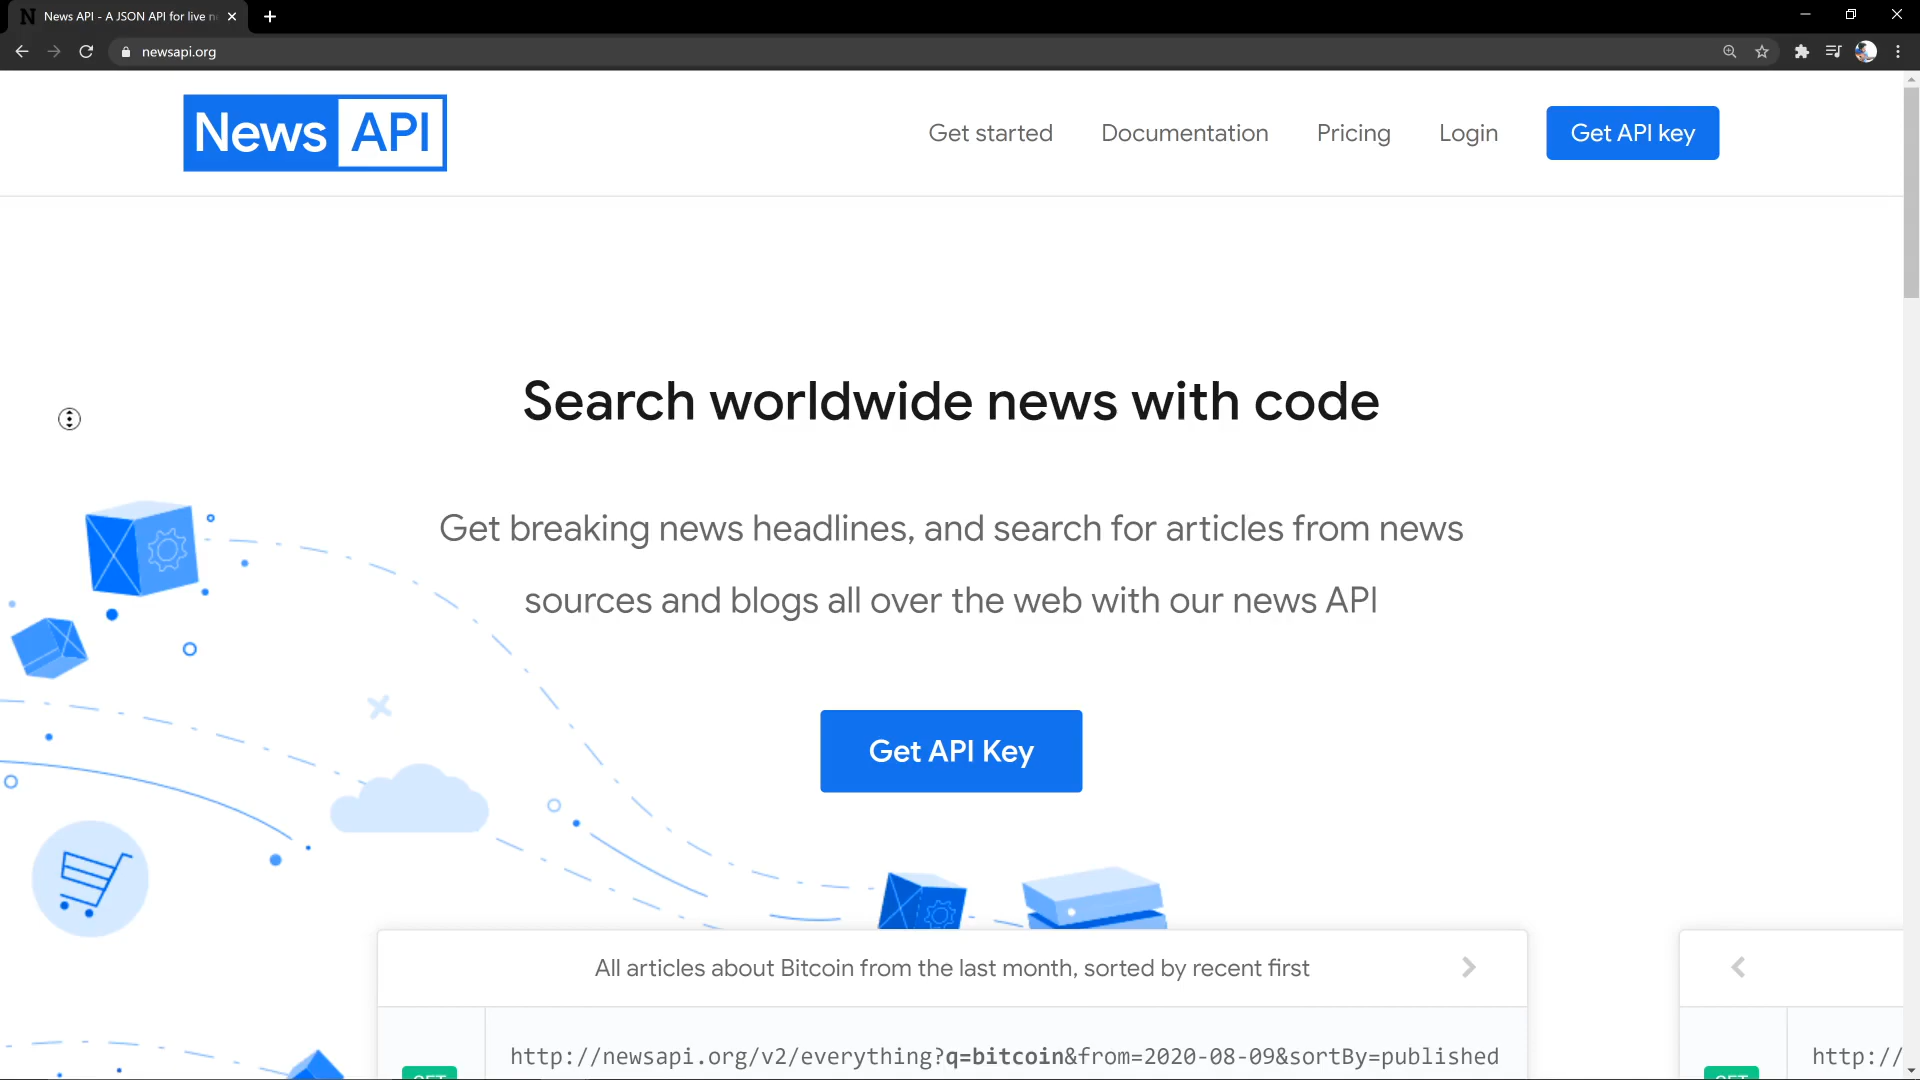 News API - A JSON API for live n
newsapi.org
News API
Get started
Documentation
Pricing
Login
Get API key
Search worldwide news with code
Get breaking news headlines, and search for articles from news
sources and blogs all over the web with our news API
Get API Key
All articles about Bitcoin from the last month, sorted by recent first
GET
http://newsapi.org/v2/everything?q=bitcoin&from=2020-08-09&sortBy=published
GET
http://